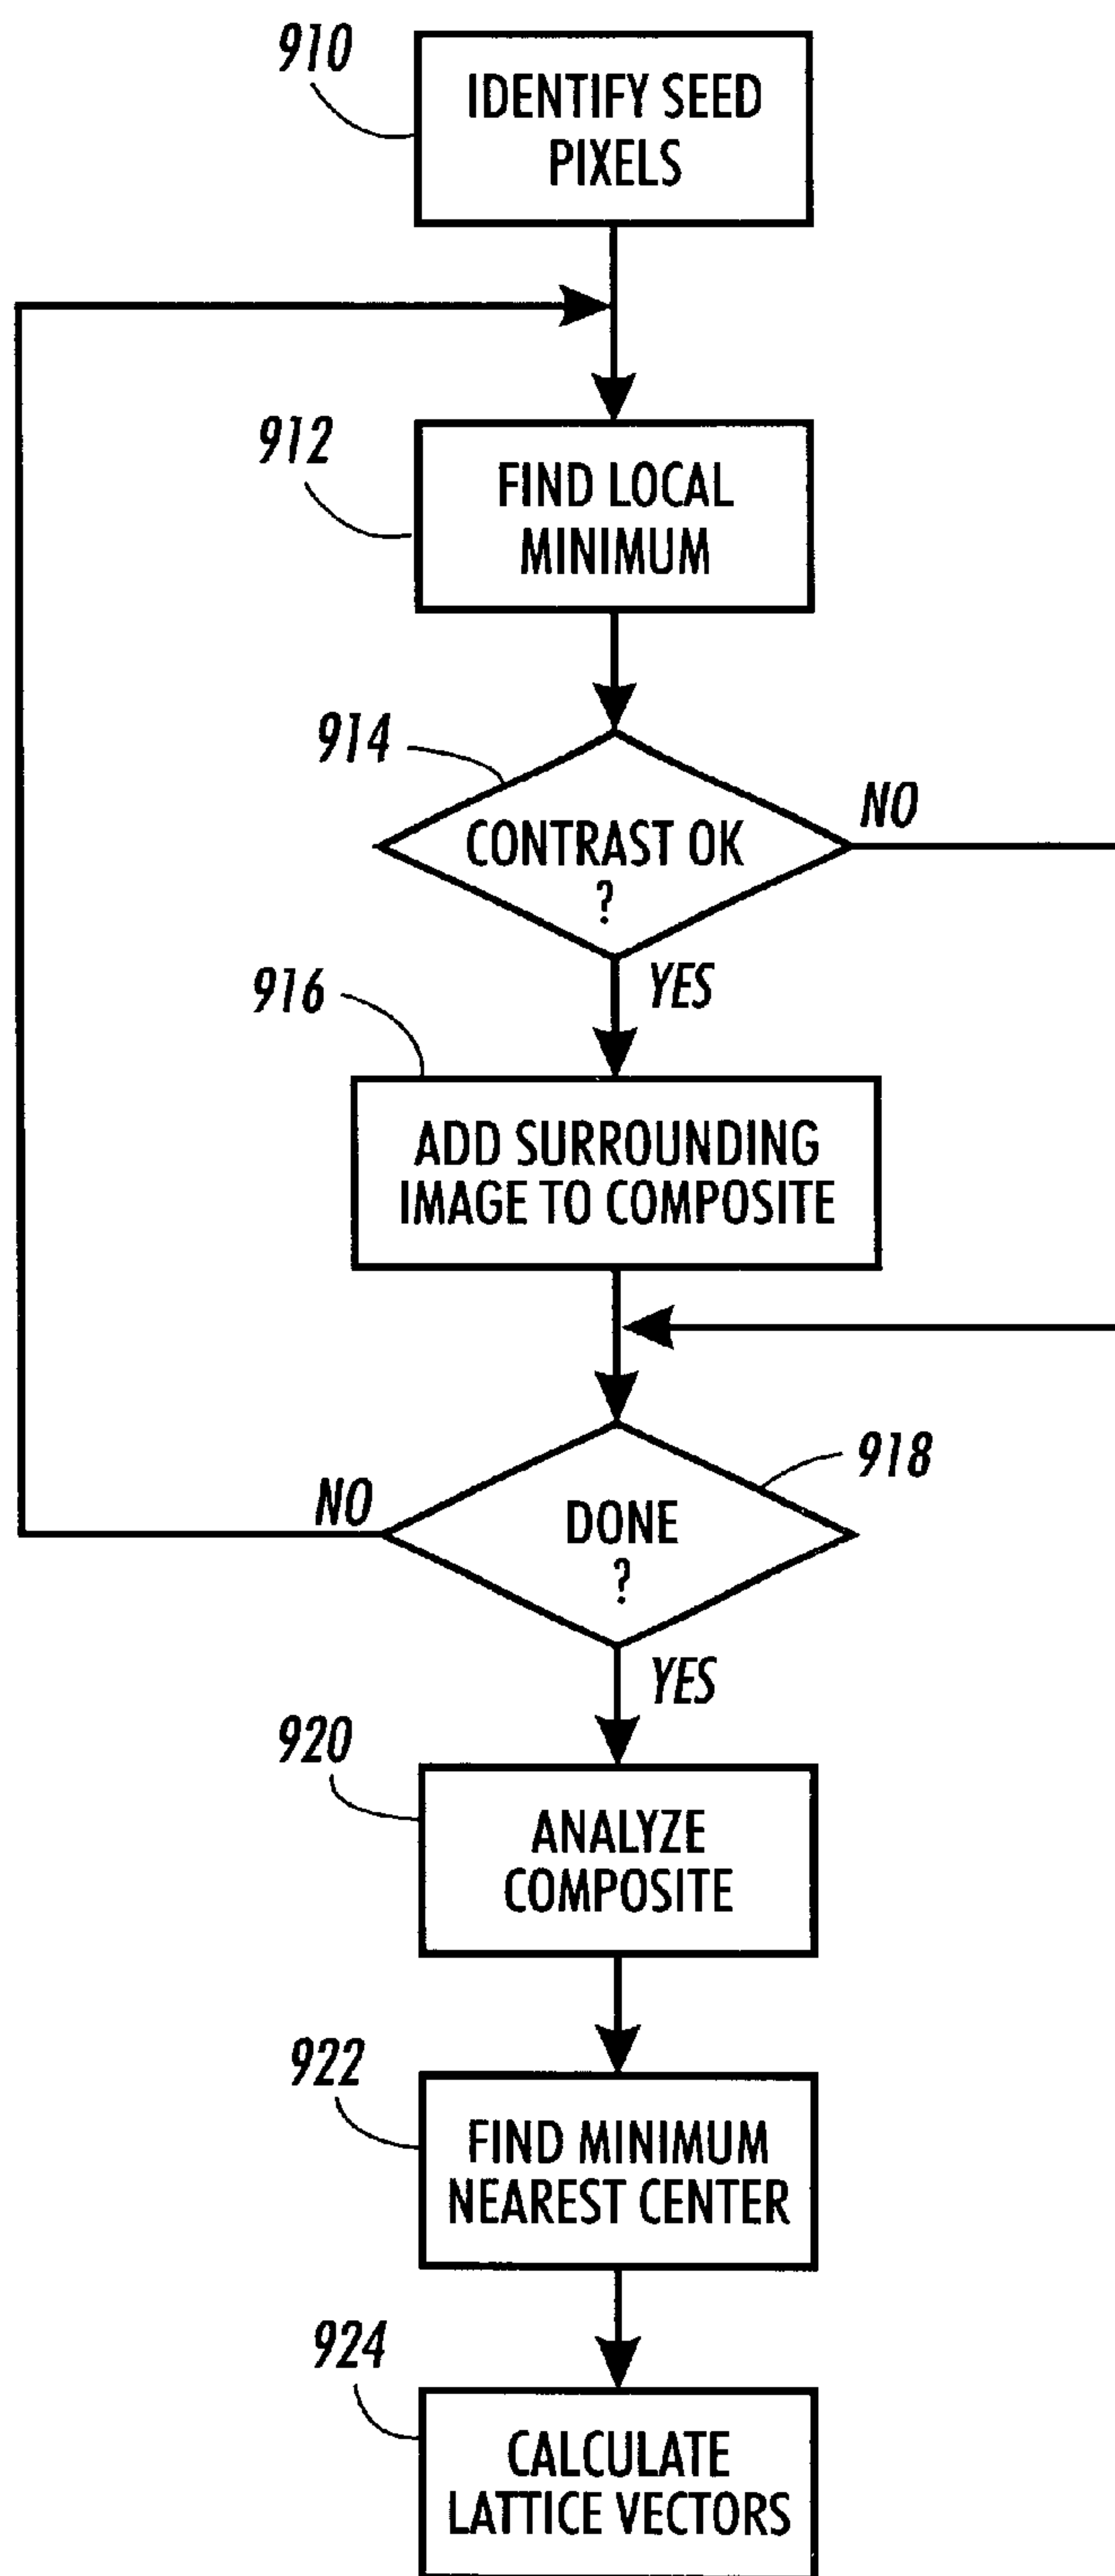 910
IDENTIFY SEED
PIXELS
912
FIND LOCAL
MINIMUM
914
CONTRAST OK
?
NO
YES
916
ADD SURROUNDING
IMAGE TO COMPOSITE
918
DONE
?
NO
YES
920
ANALYZE
COMPOSITE
922
FIND MINIMUM
NEAREST CENTER
924
CALCULATE
LATTICE VECTORS